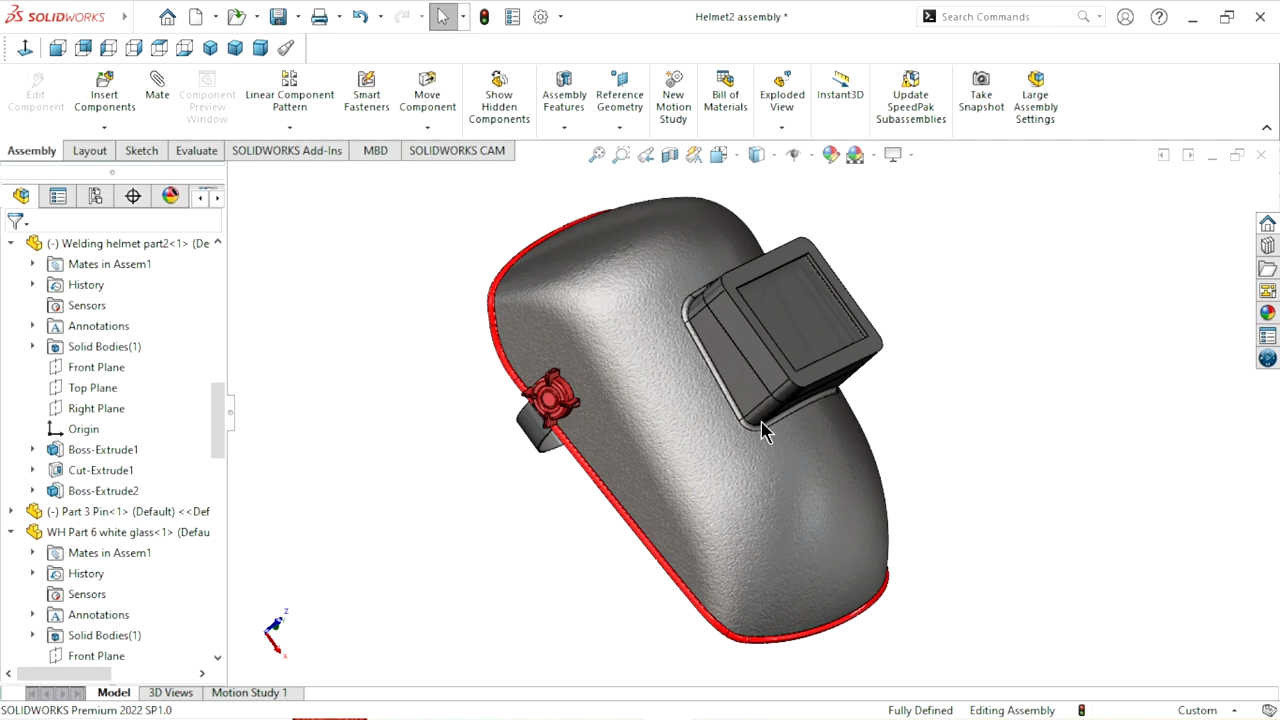 SOLIDWORKS
Helmet2 assembly *
Search Commands
Edit
Component
Insert
Components
Mate
Component
Preview
Window
Linear Component
Pattern
Smart
Fasteners
Move
Component
Show
Hidden
Components
Assembly
Features
Reference
Geometry
New
Motion
Study
Bill of
Materials
Exploded
View
Instant3D
Update
SpeedPak
Subassemblies
Take
Snapshot
Large
Assembly
Settings
Assembly Layout Sketch Evaluate SOLIDWORKS Add-Ins MBD SOLIDWORKS CAM
(-) Welding helmet part2<1> (De
Mates in Assem1
History
Sensors
Annotations
Solid Bodies(1)
Front Plane
Top Plane
Right Plane
Origin
Boss-Extrude1
Cut-Extrude1
Boss-Extrude2
(-) Part 3 Pin<1> (Default) <<Def
WH Part 6 white glass<1> (Defau
Mates in Assem1
History
Sensors
Annotations
Solid Bodies(1)
Front Plane
z
x
Model 3D Views Motion Study 1
SOLIDWORKS Premium 2022 SP1.0
Fully Defined Editing Assembly Custom